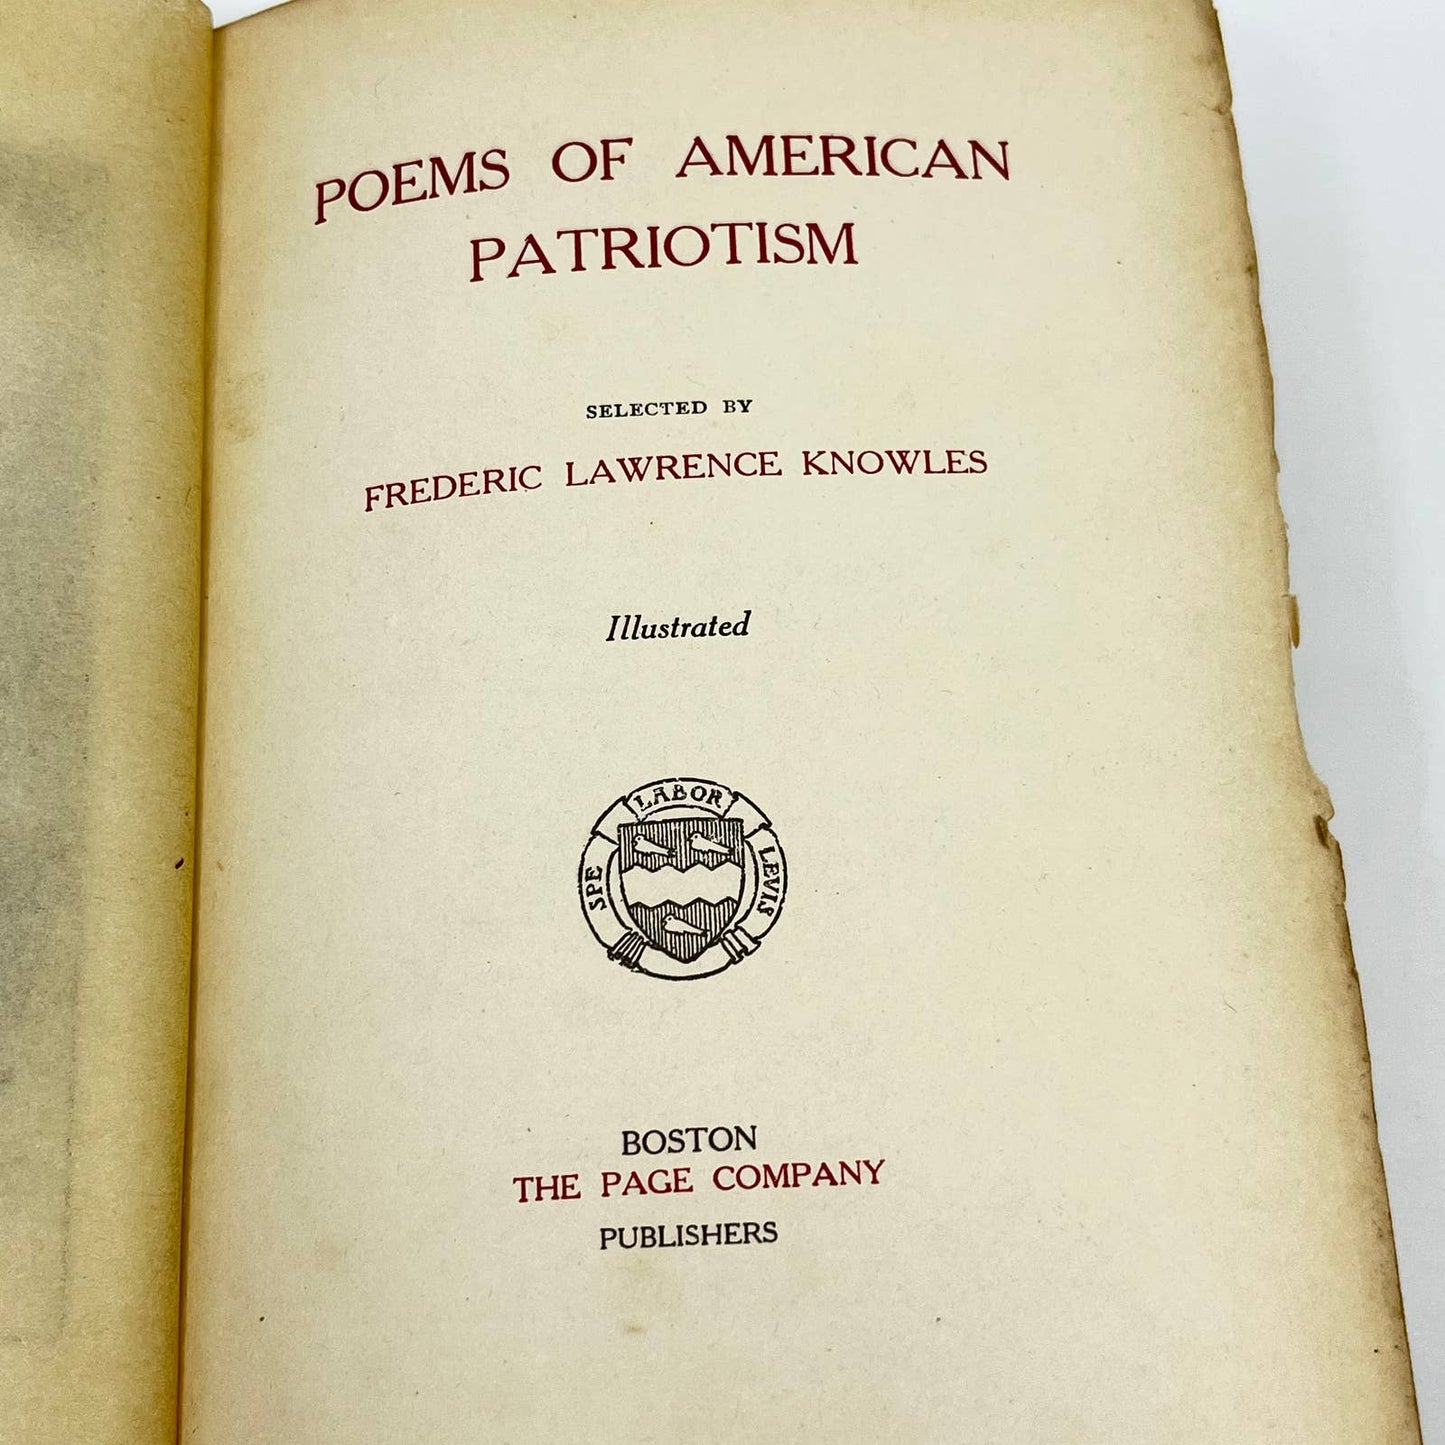 POEMS OF AMERICAN
PATRIOTISM
SELECTED BY
FREDERIC LAWRENCE KNOWLES
Illustrated
SPE LABOR LEVIS
BOSTON
THE PAGE COMPANY
PUBLISHERS